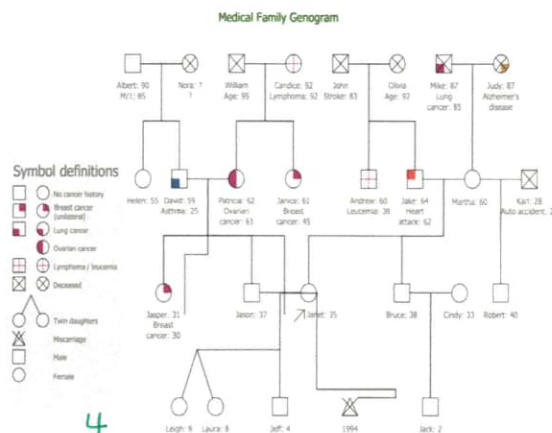 Medical Family Genogram
Albert: 90
M/I; 85
Nora: ?
?
William
Age: 95
Candice: 92
Lymphoma: 92
John
Stroke: 83
Olivia
Age: 92
Mike: 87
Lung
cancer: 85
Judy: 87
Alzheimer's
disease
Symbol definitions
No cancer history
Breast cancer
(unilateral)
Lung cancer
Ovarian cancer
Lymphoma / leucemia
Deceased
Twin daughters
Miscarriage
Male
Female
Helen: 55
David: 59
Asthma: 25
Patricia: 62
Ovarian
cancer: 61
Janice: 61
Breast
cancer: 45
Andrew: 60
Leucemia: 38
Jake: 64
Heart
attack: 62
Martha: 60
Karl: 28
Auto accident: 2
Jasper: 31
Breast
cancer: 30
Jason: 37
Janet: 35
Bruce: 38
Cindy: 33
Robert: 40
Leigh: 9
Laura: 8
Jeff: 4
1994
Jack: 2
4